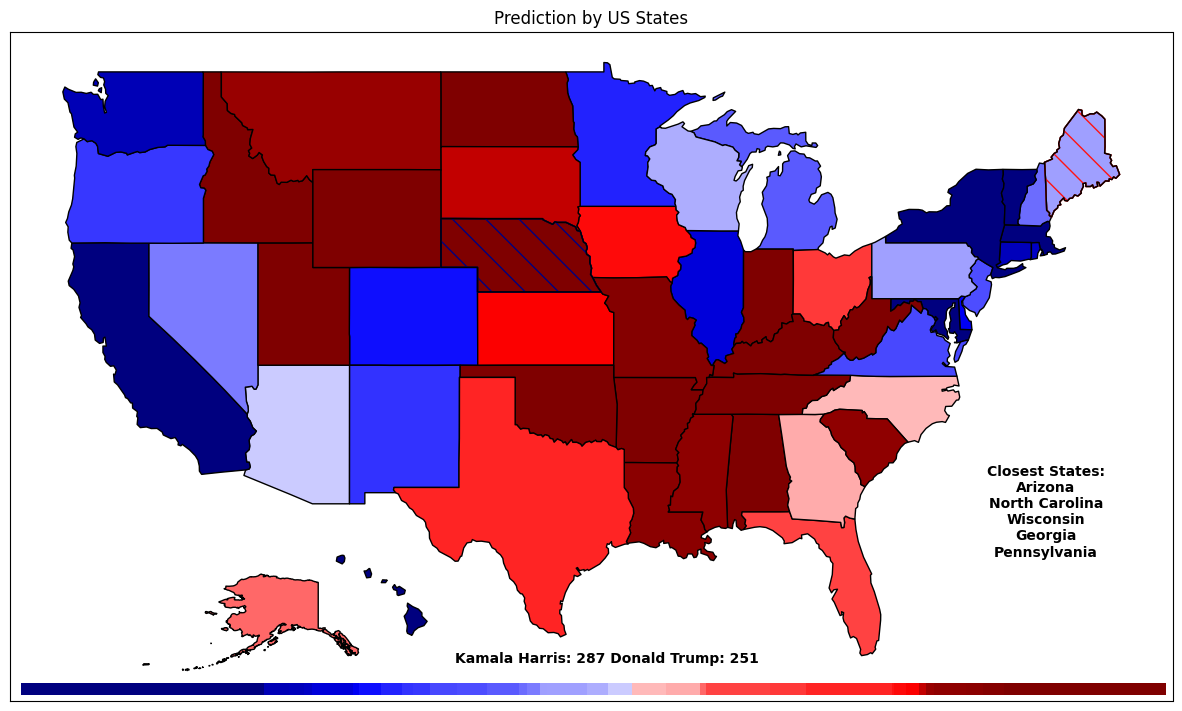 Prediction by US States
Closest States:
Arizona
North Carolina
Wisconsin
Georgia
Pennsylvania
Kamala Harris: 287 Donald Trump: 251